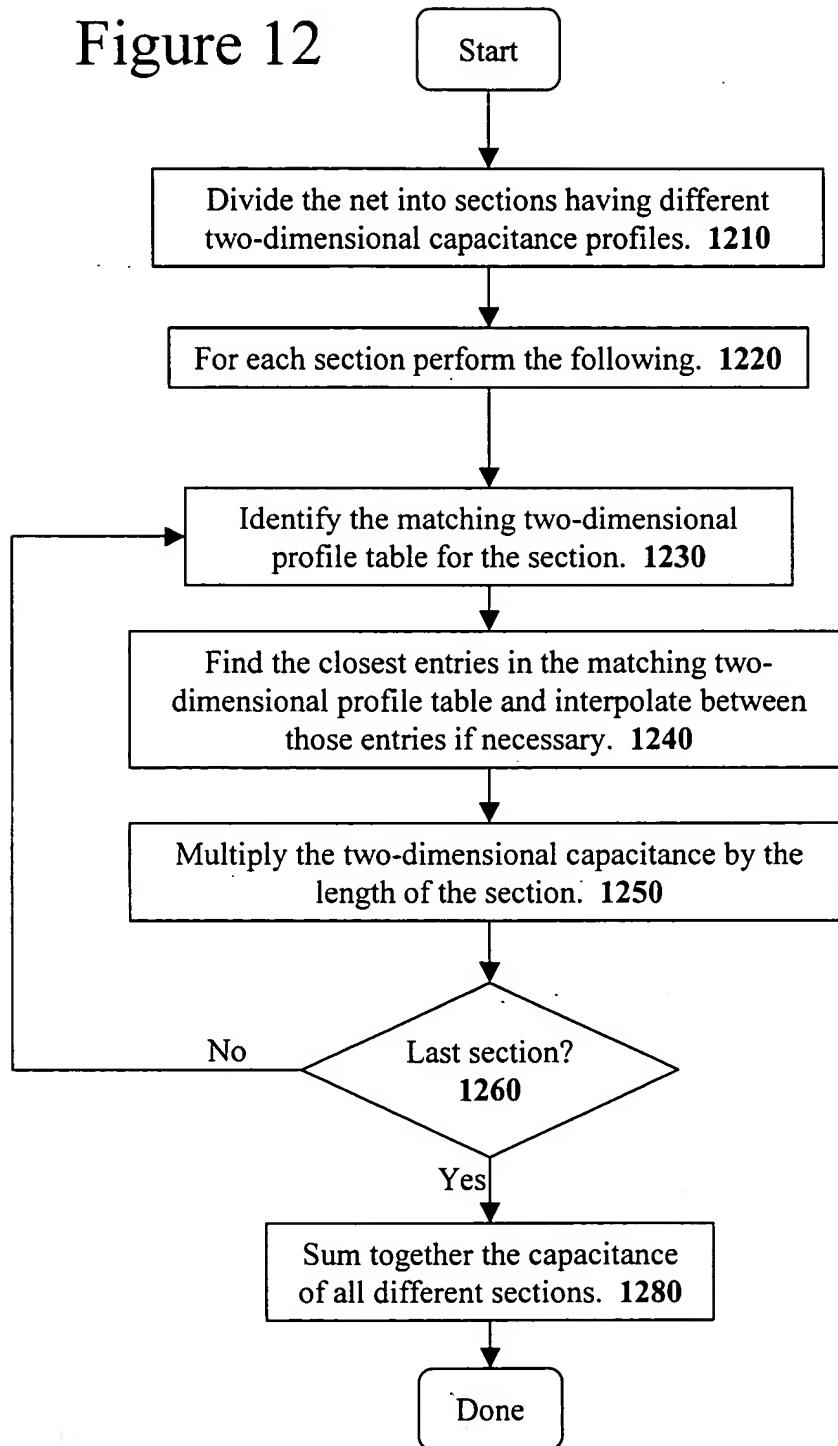 Figure 12
Start
Divide the net into sections having different
two-dimensional capacitance profiles. 1210
For each section perform the following. 1220
Identify the matching two-dimensional
profile table for the section. 1230
Find the closest entries in the matching two-
dimensional profile table and interpolate between
those entries if necessary. 1240
Multiply the two-dimensional capacitance by the
length of the section. 1250
Last section?
1260
No
Yes
Sum together the capacitance
of all different sections. 1280
Done